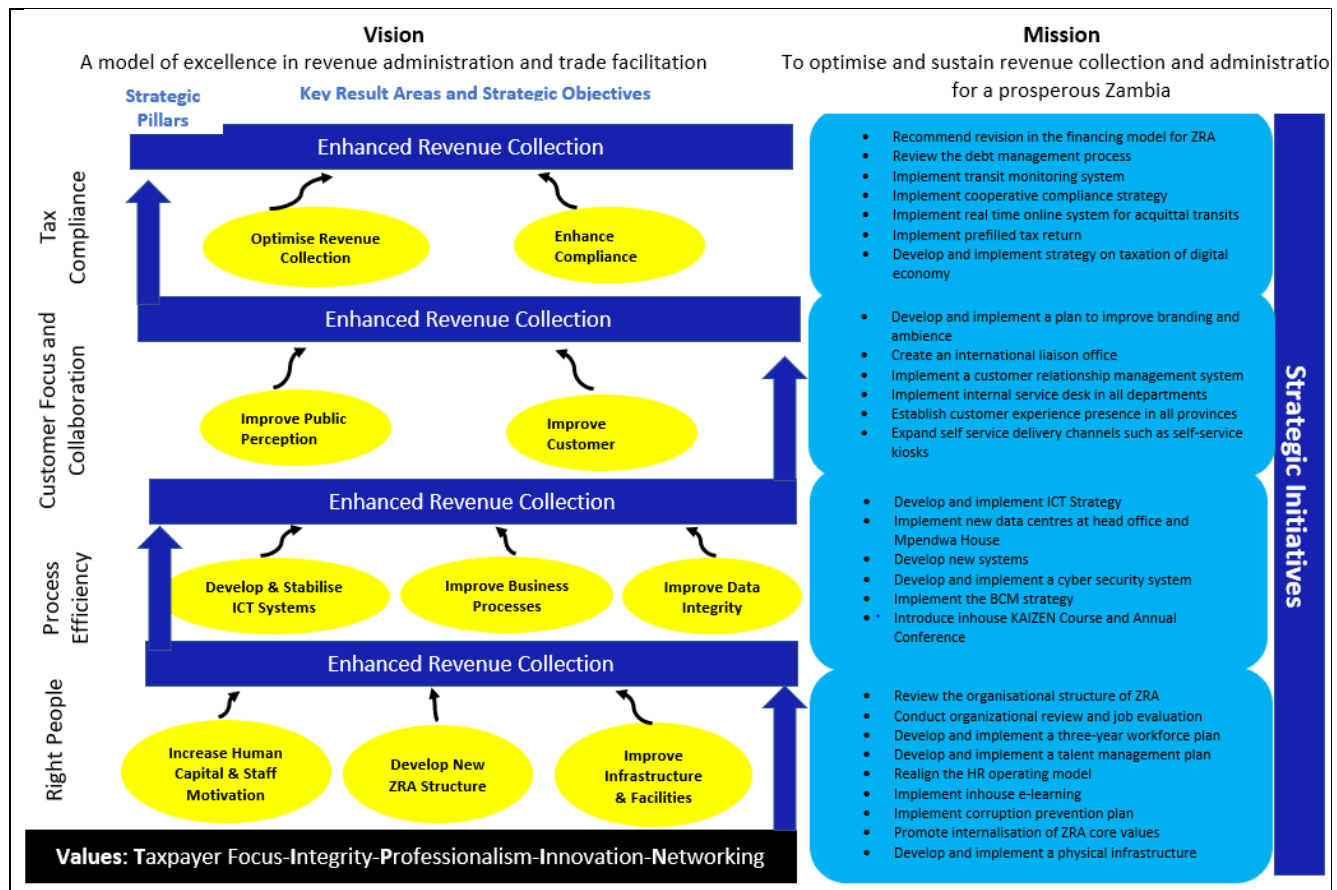 Vision
A model of excellence in revenue administration and trade facilitation
Mission
To optimise and sustain revenue collection and administratio
for a prosperous Zambia
Strategic
Pillars
Key Result Areas and Strategic Objectives
Tax
Compliance
Enhanced Revenue Collection
Optimise Revenue
Collection
Enhance
Compliance
• Recommend revision in the financing model for ZRA
• Review the debt management process
• Implement transit monitoring system
• Implement cooperative compliance strategy
• Implement real time online system for acquittal transits
• Implement prefilled tax return
• Develop and implement strategy on taxation of digital
economy
Customer Focus and
Collaboration
Enhanced Revenue Collection
Improve Public
Perception
Improve
Customer
• Develop and implement a plan to improve branding and
ambience
• Create an international liaison office
• Implement a customer relationship management system
• Implement internal service desk in all departments
• Establish customer experience presence in all provinces
• Expand self service delivery channels such as self-service
kiosks
Process
Efficiency
Enhanced Revenue Collection
Develop & Stabilise
ICT Systems
Improve Business
Processes
Improve Data
Integrity
• Develop and implement ICT Strategy
• Implement new data centres at head office and
Mpendwa House
• Develop new systems
• Develop and implement a cyber security system
• Implement the BCM strategy
• Introduce inhouse KAIZEN Course and Annual
Conference
Right People
Enhanced Revenue Collection
Increase Human
Capital & Staff
Motivation
Develop New
ZRA Structure
Improve
Infrastructure
& Facilities
• Review the organisational structure of ZRA
• Conduct organizational review and job evaluation
• Develop and implement a three-year workforce plan
• Develop and implement a talent management plan
• Realign the HR operating model
• Implement inhouse e-learning
• Implement corruption prevention plan
• Promote internalisation of ZRA core values
• Develop and implement a physical infrastructure
Strategic Initiatives
Values: Taxpayer Focus-Integrity-Professionalism-Innovation-Networking